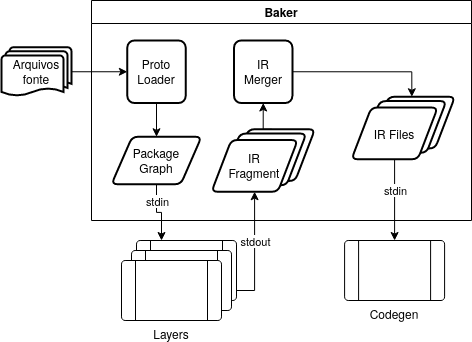 Baker
Arquivos
fonte
Proto
Loader
IR
Merger
Package
Graph
IR
Fragment
IR Files
stdin
stdout
stdin
Layers
Codegen